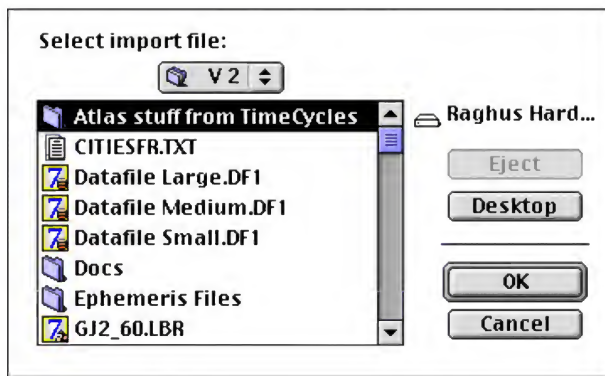 Select import file:
V 2
Atlas stuff from TimeCycles
CITIESFR.TXT
Datafile Large.DF1
Datafile Medium.DF1
Datafile Small.DF1
Docs
Ephemeris Files
GJ2_60.LBR
Raghus Hard...
Eject
Desktop
OK
Cancel